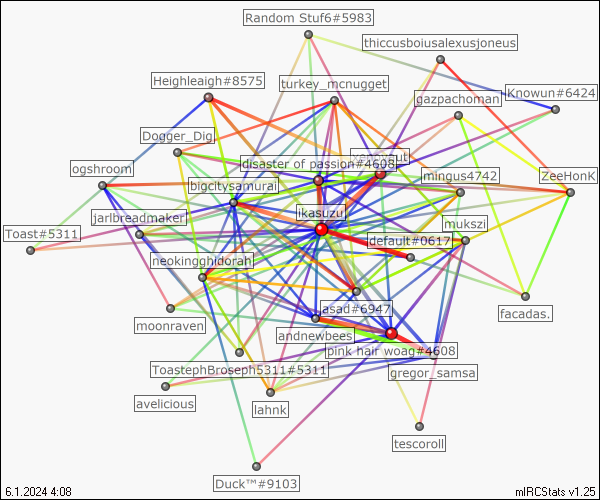 Random Stuf6#5983
thiccusboiusalexusjoneus
Heighleaigh#8575
turkey_mcnugget
Knowun#6424
gazpachoman
Dogger_Dig
disaster of passion#4608
ogshroom
bigcitysamurai
mingus4742
ZeeHonK
ikasuzu
jarlbreadmaker
mukszi
Toast#5311
default#0617
neokingghidorah
jasad#6947
facadas.
moonraven
andnewbees
pink hair woag#4608
ToastephBroseph5311#5311
gregor_samsa
avelicious
lahnk
tescoroll
Duck™#9103
6.1.2024 4:08
mIRCStats v1.25